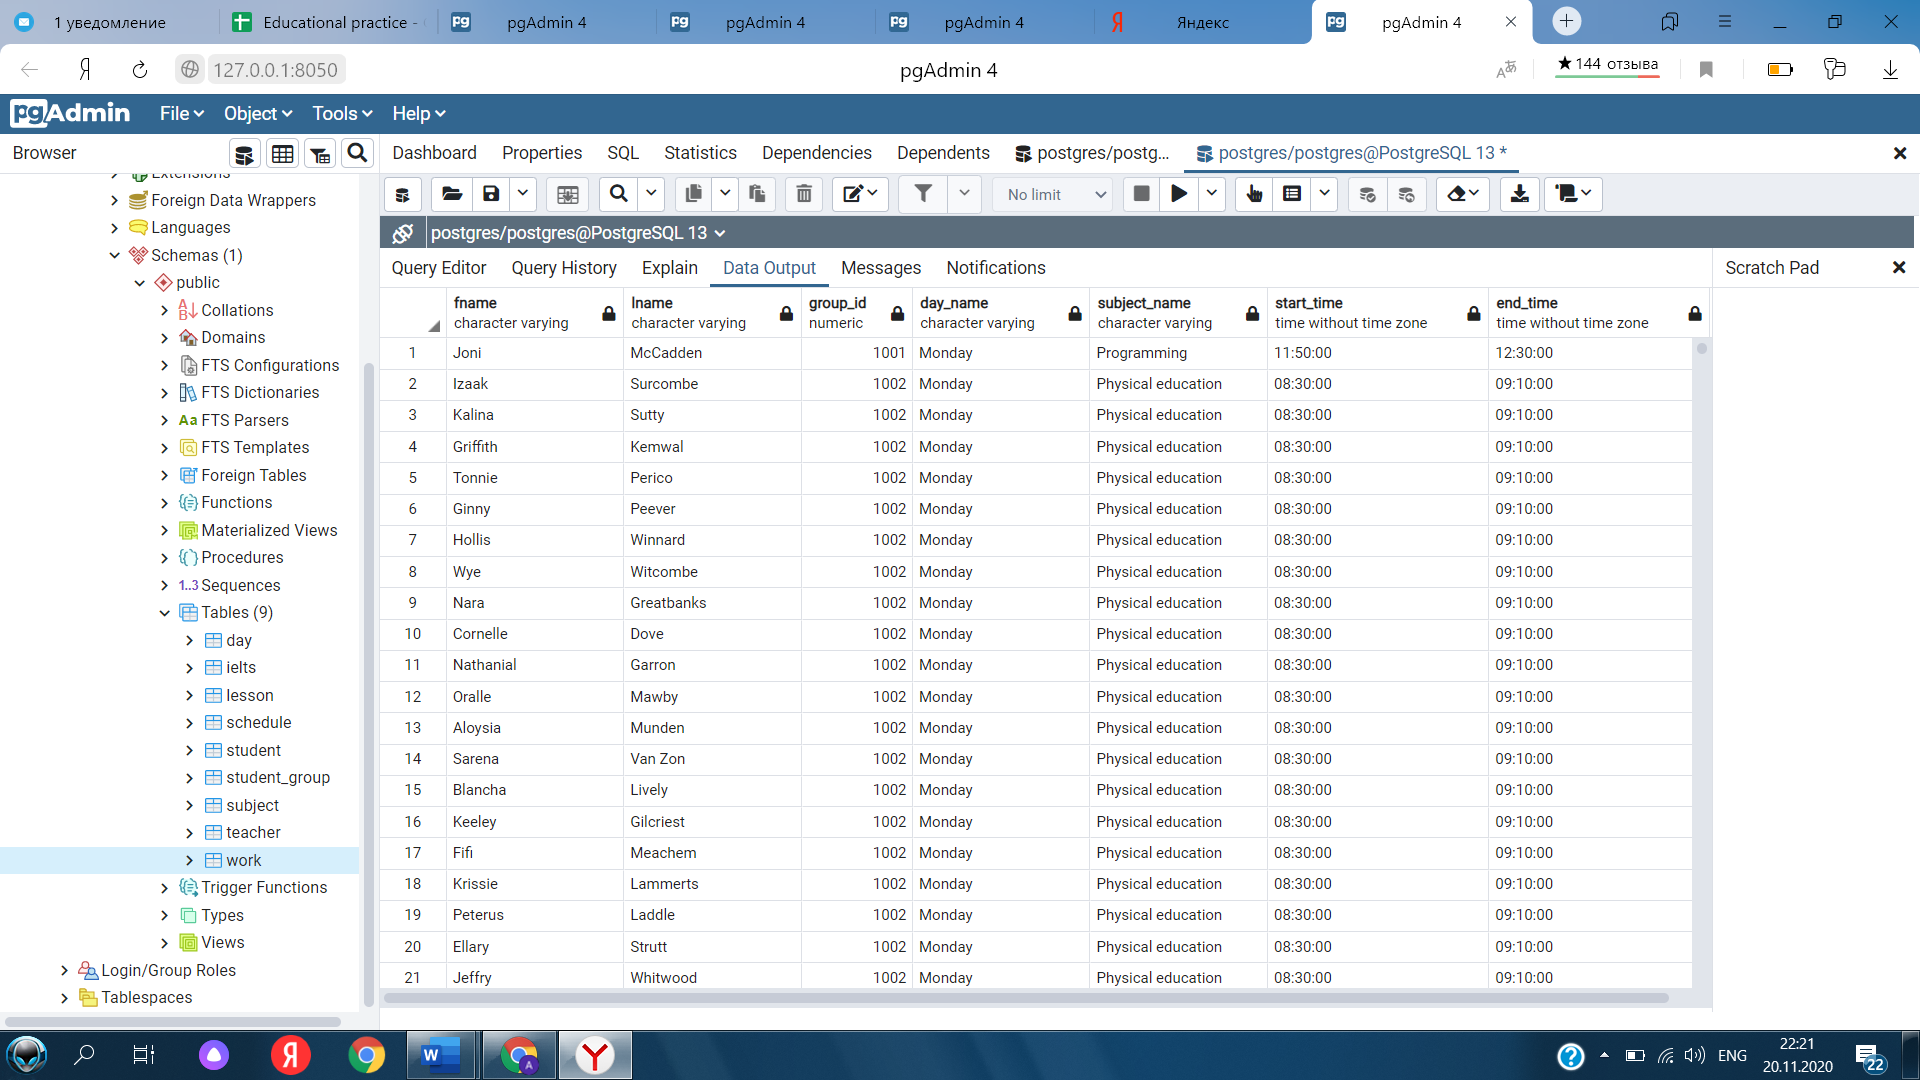 1 уведомление
Educational practice -
pgAdmin 4
pgAdmin 4
pgAdmin 4
Яндекс
pgAdmin 4
127.0.0.1:8050
pgAdmin 4
★144 отзыва
pgAdmin
File
Object
Tools
Help
Browser
Dashboard
Properties
SQL
Statistics
Dependencies
Dependents
postgres/postg...
postgres/postgres@PostgreSQL 13 *
No limit
postgres/postgres@PostgreSQL 13
Query Editor
Query History
Explain
Data Output
Messages
Notifications
Scratch Pad
Extensions
Foreign Data Wrappers
Languages
Schemas (1)
public
Collations
Domains
FTS Configurations
FTS Dictionaries
Aa FTS Parsers
FTS Templates
Foreign Tables
Functions
Materialized Views
Procedures
1..3 Sequences
Tables (9)
day
ielts
lesson
schedule
student
student_group
subject
teacher
work
Trigger Functions
Types
Views
Login/Group Roles
Tablespaces
fname lname group_id day_name subject_name start_time end_time
character varying character varying numeric character varying character varying time without time zone time without time zone
1 Joni McCadden 1001 Monday Programming 11:50:00 12:30:00
2 Izaak Surcombe 1002 Monday Physical education 08:30:00 09:10:00
3 Kalina Sutty 1002 Monday Physical education 08:30:00 09:10:00
4 Griffith Kemwal 1002 Monday Physical education 08:30:00 09:10:00
5 Tonnie Perico 1002 Monday Physical education 08:30:00 09:10:00
6 Ginny Peever 1002 Monday Physical education 08:30:00 09:10:00
7 Hollis Winnard 1002 Monday Physical education 08:30:00 09:10:00
8 Wye Witcombe 1002 Monday Physical education 08:30:00 09:10:00
9 Nara Greatbanks 1002 Monday Physical education 08:30:00 09:10:00
10 Cornelle Dove 1002 Monday Physical education 08:30:00 09:10:00
11 Nathanial Garron 1002 Monday Physical education 08:30:00 09:10:00
12 Oralle Mawby 1002 Monday Physical education 08:30:00 09:10:00
13 Aloysia Munden 1002 Monday Physical education 08:30:00 09:10:00
14 Sarena Van Zon 1002 Monday Physical education 08:30:00 09:10:00
15 Blancha Lively 1002 Monday Physical education 08:30:00 09:10:00
16 Keeley Gilcriest 1002 Monday Physical education 08:30:00 09:10:00
17 Fifi Meachem 1002 Monday Physical education 08:30:00 09:10:00
18 Krissie Lammerts 1002 Monday Physical education 08:30:00 09:10:00
19 Peterus Laddle 1002 Monday Physical education 08:30:00 09:10:00
20 Ellary Strutt 1002 Monday Physical education 08:30:00 09:10:00
21 Jeffry Whitwood 1002 Monday Physical education 08:30:00 09:10:00
ENG
22:21
20.11.2020
22